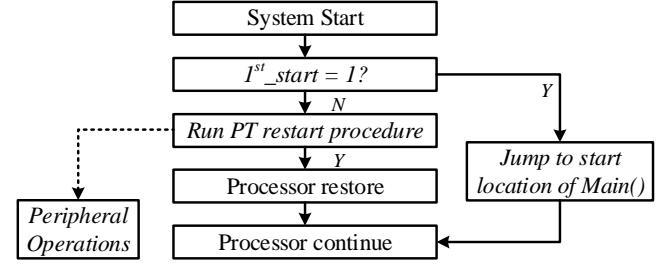 System Start
1st_start = 1?
Y
N
Run PT restart procedure
Y
Jump to start
location of Main()
Processor restore
Peripheral
Operations
Processor continue